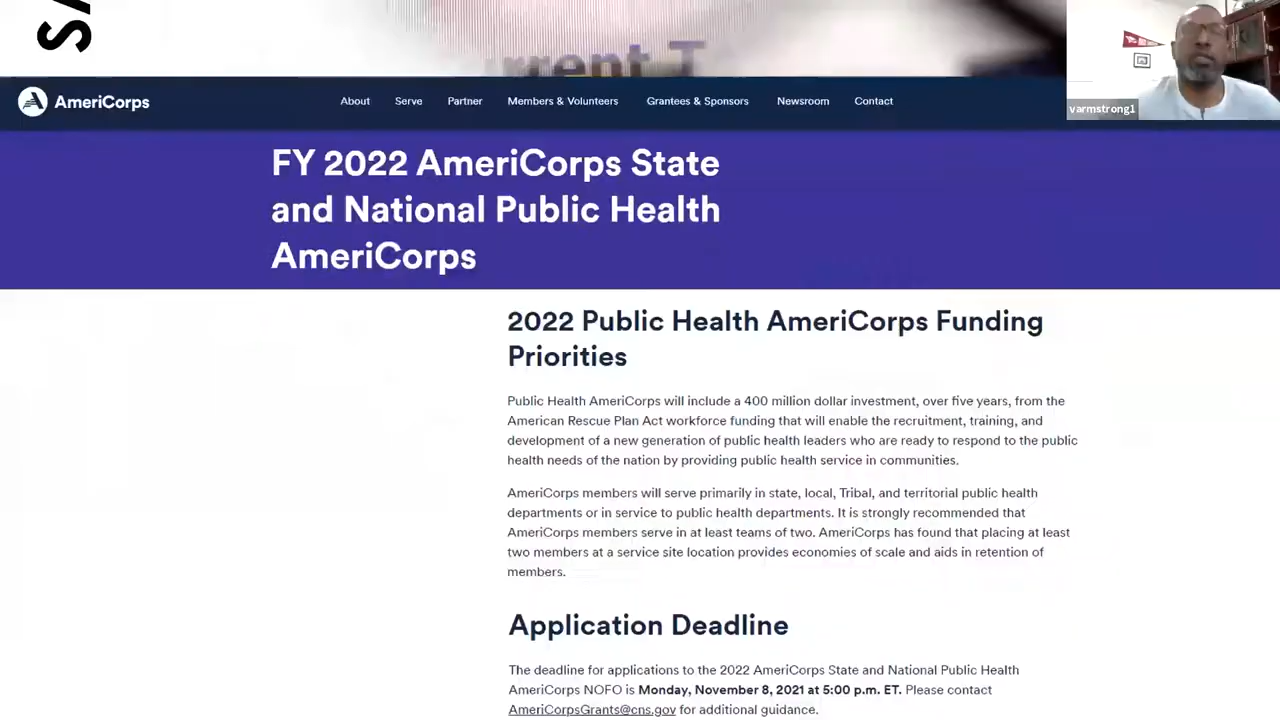 AmeriCorps
About
Serve
Partner
Members & Volunteers
Grantees & Sponsors
Newsroom
Contact
varmstrong1
FY 2022 AmeriCorps State
and National Public Health
AmeriCorps
2022 Public Health AmeriCorps Funding
Priorities
Public Health AmeriCorps will include a 400 million dollar investment, over five years, from the
American Rescue Plan Act workforce funding that will enable the recruitment, training, and
development of a new generation of public health leaders who are ready to respond to the public
health needs of the nation by providing public health service in communities.
AmeriCorps members will serve primarily in state, local, Tribal, and territorial public health
departments or in service to public health departments. It is strongly recommended that
AmeriCorps members serve in at least teams of two. AmeriCorps has found that placing at least
two members at a service site location provides economies of scale and aids in retention of
members.
Application Deadline
The deadline for applications to the 2022 AmeriCorps State and National Public Health
AmeriCorps NOFO is Monday, November 8, 2021 at 5:00 p.m. ET. Please contact
AmeriCorpsGrants@cns.gov for additional guidance.